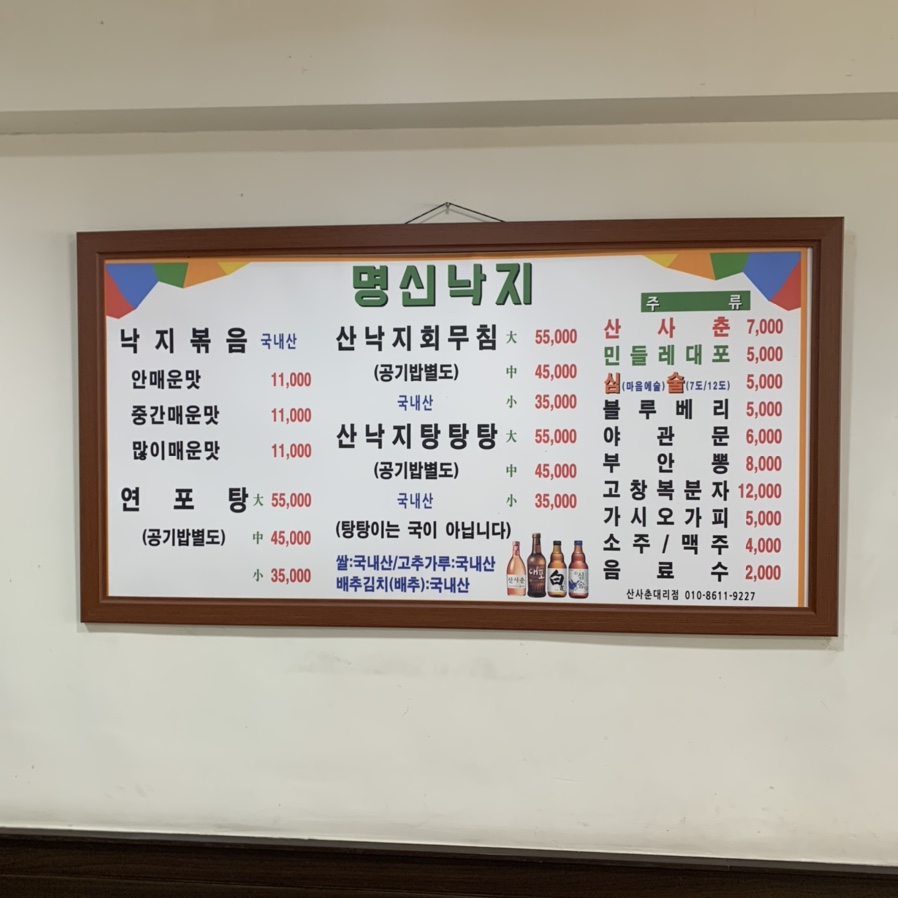 명신낙지
낙지볶음 국내산
안매운맛 11,000
중간매운맛 11,000
많이매운맛 11,000
연포탕 大 55,000
(공기밥별도) 中 45,000
小 35,000
산낙지회무침 大 55,000
(공기밥별도) 中 45,000
국내산 小 35,000
산낙지탕탕탕 大 55,000
(공기밥별도) 中 45,000
국내산 小 35,000
(탕탕이는 국이 아닙니다)
쌀:국내산/고추가루:국내산
배추김치(배추):국내산
주류
산사춘 7,000
민들레대포 5,000
심(마음에술)술(7도/12도) 5,000
블루베리 5,000
야관문 6,000
부안뽕 8,000
고창복분자 12,000
가시오가피 5,000
소주/맥주 4,000
음료수 2,000
산사춘대리점 010-8611-9227
산사춘
대포
白